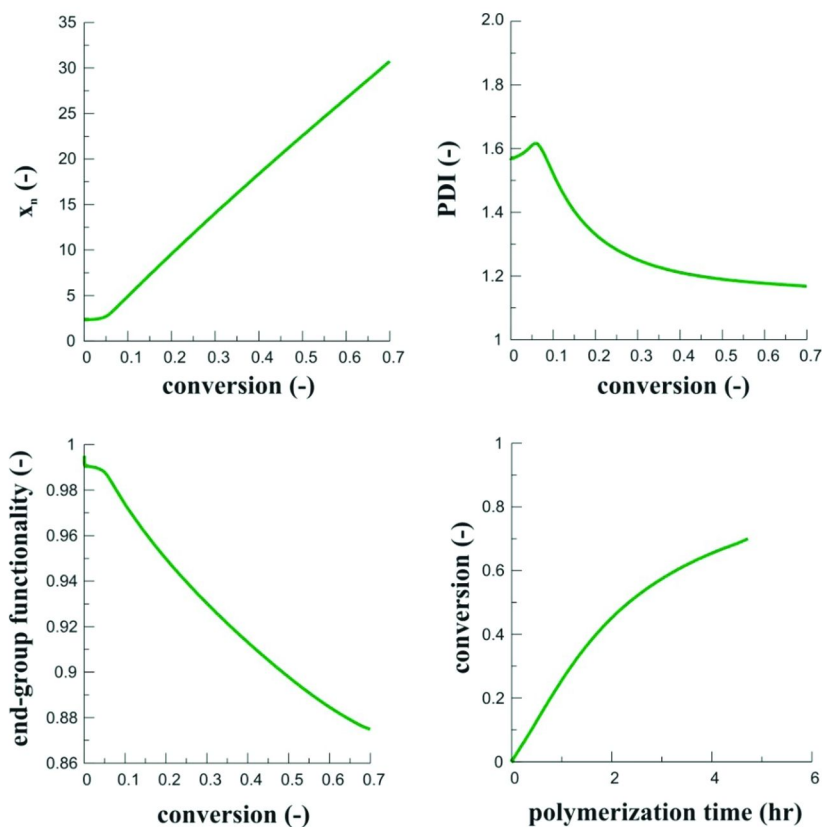 35
30
25
20
15
10
5
0
xn (-)
0 0.1 0.2 0.3 0.4 0.5 0.6 0.7
conversion (-)
2.0
1.8
1.6
1.4
1.2
1
PDI (-)
0 0.1 0.2 0.3 0.4 0.5 0.6 0.7
conversion (-)
1
0.98
0.96
0.94
0.92
0.9
0.88
0.86
end-group functionality (-)
0 0.1 0.2 0.3 0.4 0.5 0.6 0.7
conversion (-)
1
0.8
0.6
0.4
0.2
0
conversion (-)
0 2 4 6
polymerization time (hr)